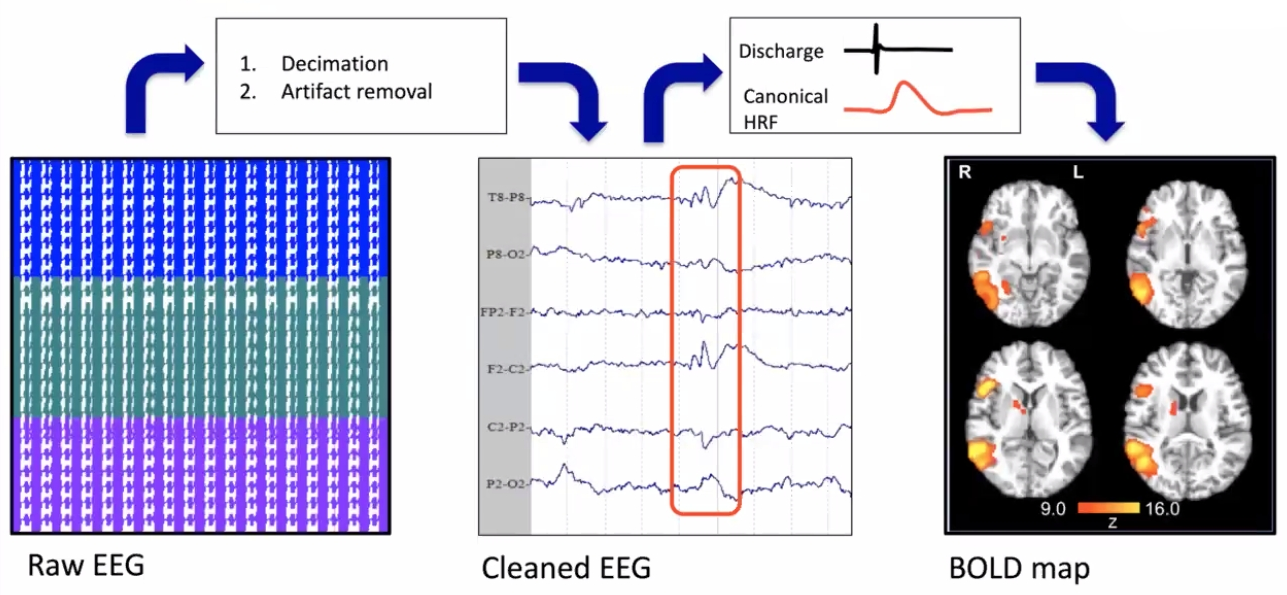 1. Decimation
2. Artifact removal
Discharge
Canonical
HRF
T8-P8
P8-O2
FP2-F2
F2-C2
C2-P2
P2-O2
R L
9.0 16.0
z
Raw EEG
Cleaned EEG
BOLD map